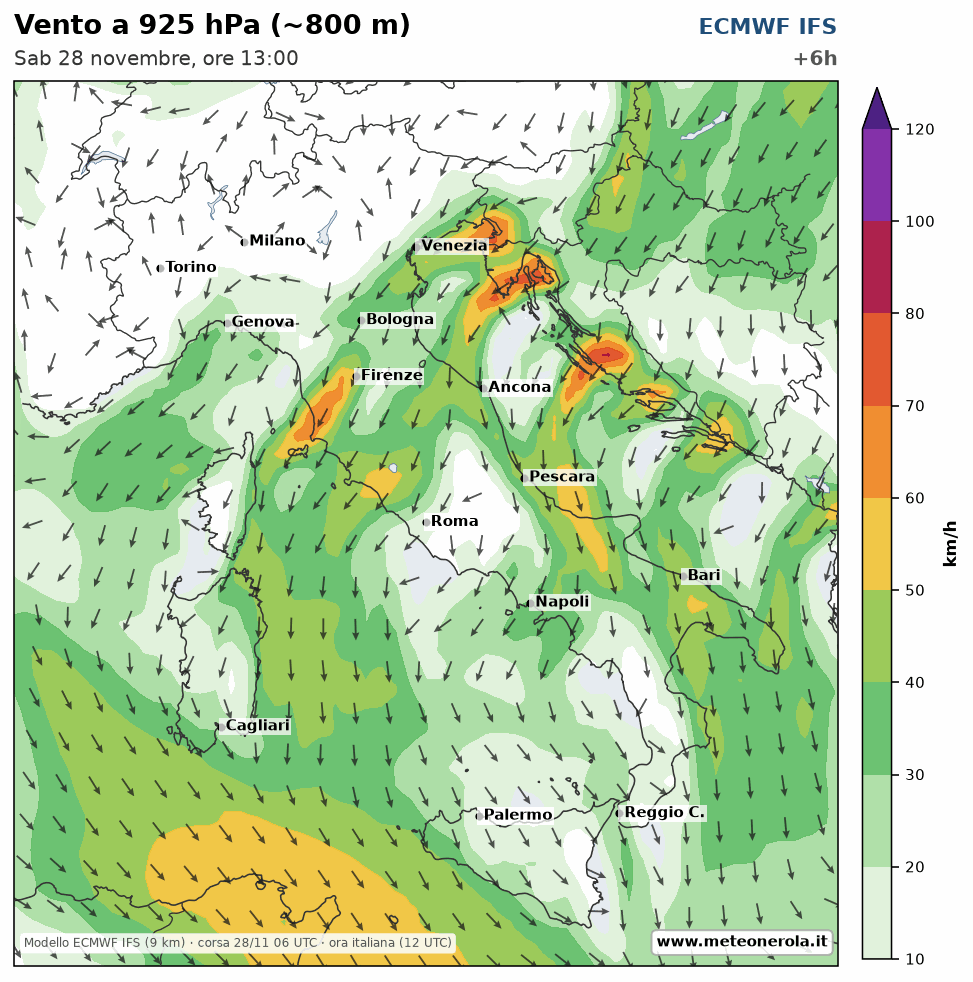 Vento a 925 hPa (~800 m)
ECMWF IFS
Sab 28 novembre, ore 13:00
+6h
120
100
80
70
60
50
40
30
20
10
km/h
Venezia
Milano
Torino
Genova
Bologna
Firenze
Ancona
Pescara
Roma
Bari
Napoli
Cagliari
Palermo
Reggio C.
Modello ECMWF IFS (9 km) · corsa 28/11 06 UTC · ora italiana (12 UTC)
www.meteonerola.it